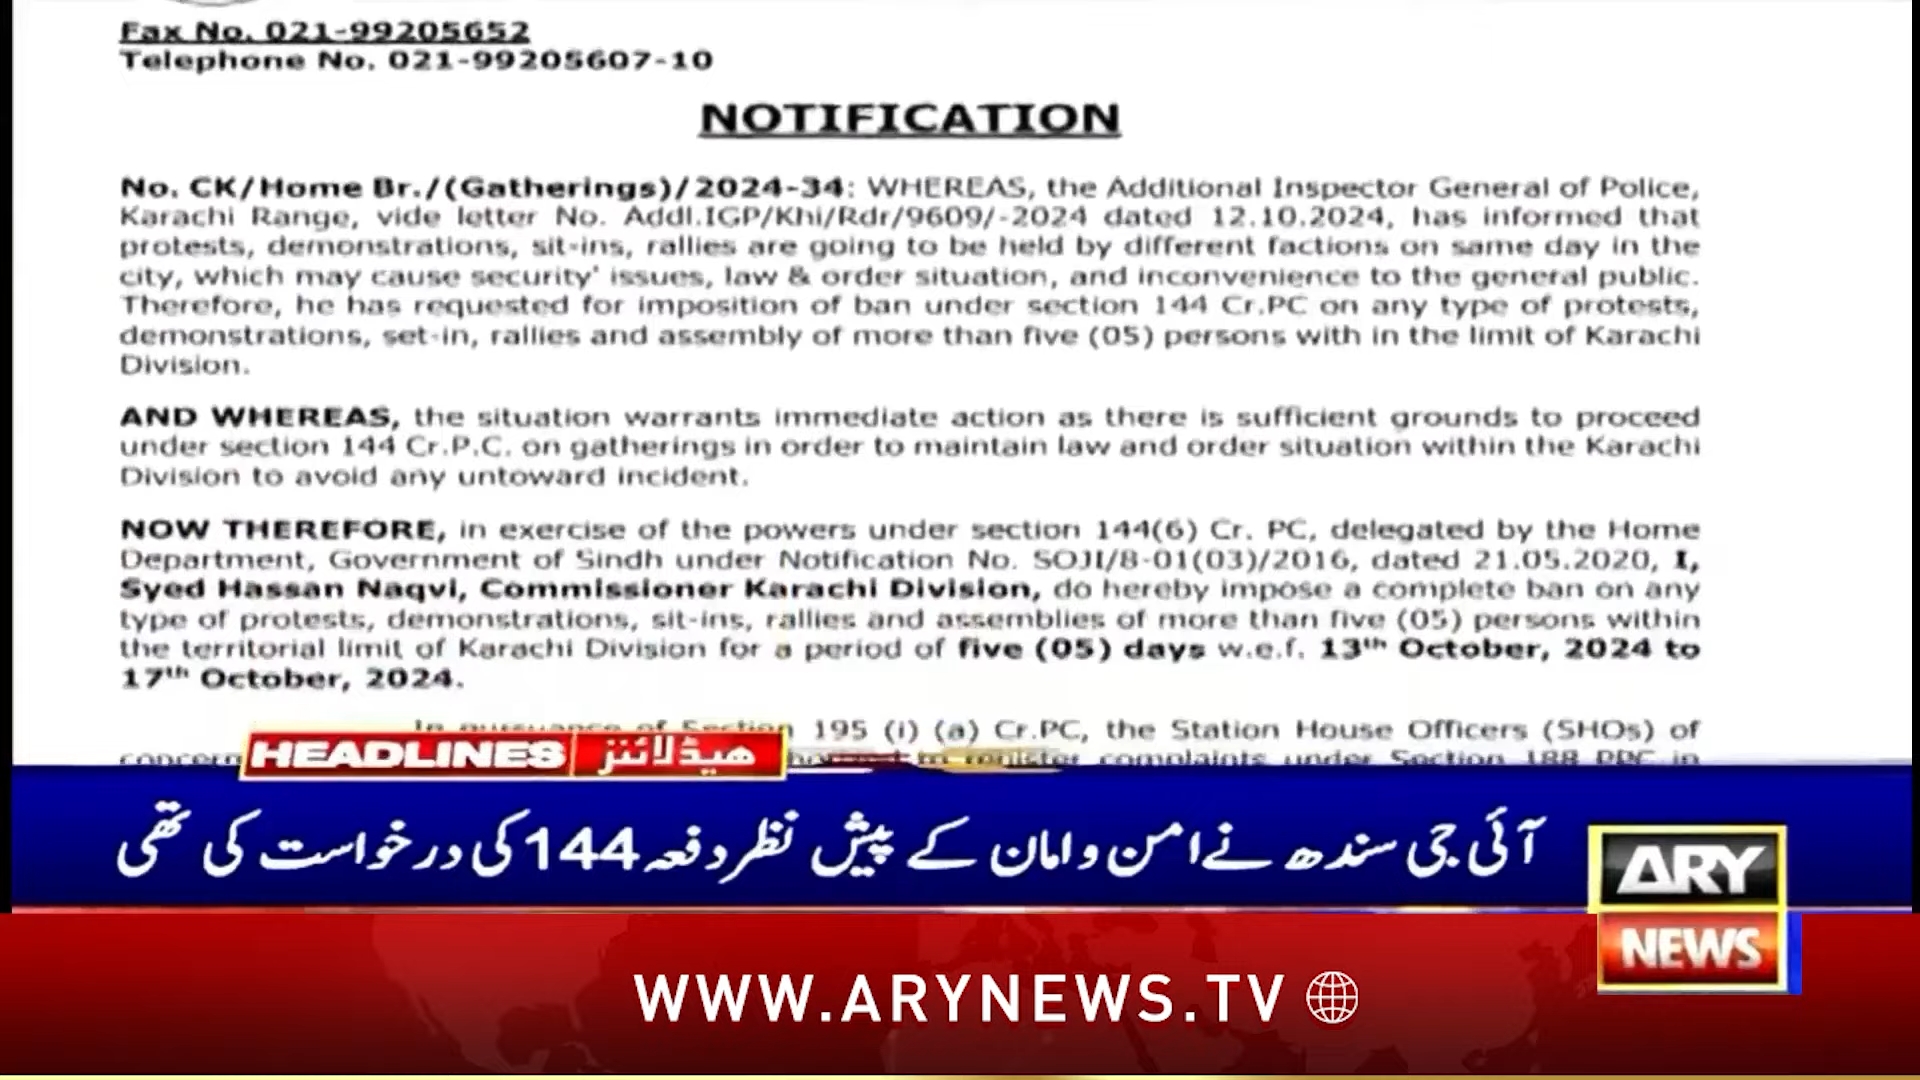 Fax No. 021-99205652
Telephone No. 021-99205607-10
NOTIFICATION
No. CK/Home Br./(Gatherings)/2024-34: WHEREAS, the Additional Inspector General of Police,
Karachi Range, vide letter No. Addl.IGP/Khi/Rdr/9609/-2024 dated 12.10.2024, has informed that
protests, demonstrations, sit-ins, rallies are going to be held by different factions on same day in the
city, which may cause security' issues, law & order situation, and inconvenience to the general public.
Therefore, he has requested for imposition of ban under section 144 Cr.PC on any type of protests,
demonstrations, set-in, rallies and assembly of more than five (05) persons with in the limit of Karachi
Division.
AND WHEREAS, the situation warrants immediate action as there is sufficient grounds to proceed
under section 144 Cr.P.C. on gatherings in order to maintain law and order situation within the Karachi
Division to avoid any untoward incident.
NOW THEREFORE, in exercise of the powers under section 144(6) Cr. PC, delegated by the Home
Department, Government of Sindh under Notification No. SOJI/8-01(03)/2016, dated 21.05.2020, I,
Syed Hassan Naqvi, Commissioner Karachi Division, do hereby impose a complete ban on any
type of protests, demonstrations, sit-ins, rallies and assemblies of more than five (05) persons within
the territorial limit of Karachi Division for a period of five (05) days w.e.f. 13th October, 2024 to
17th October, 2024.
In pursuance of Section 195 (i) (a) Cr.PC, the Station House Officers (SHOs) of
to register complaints under Section 188 PPC in
HEADLINES ہیڈلائنز
آئی جی سندھ نے امن و امان کے پیش نظر دفعہ 144 کی درخواست کی تھی
ARY
NEWS
WWW.ARYNEWS.TV